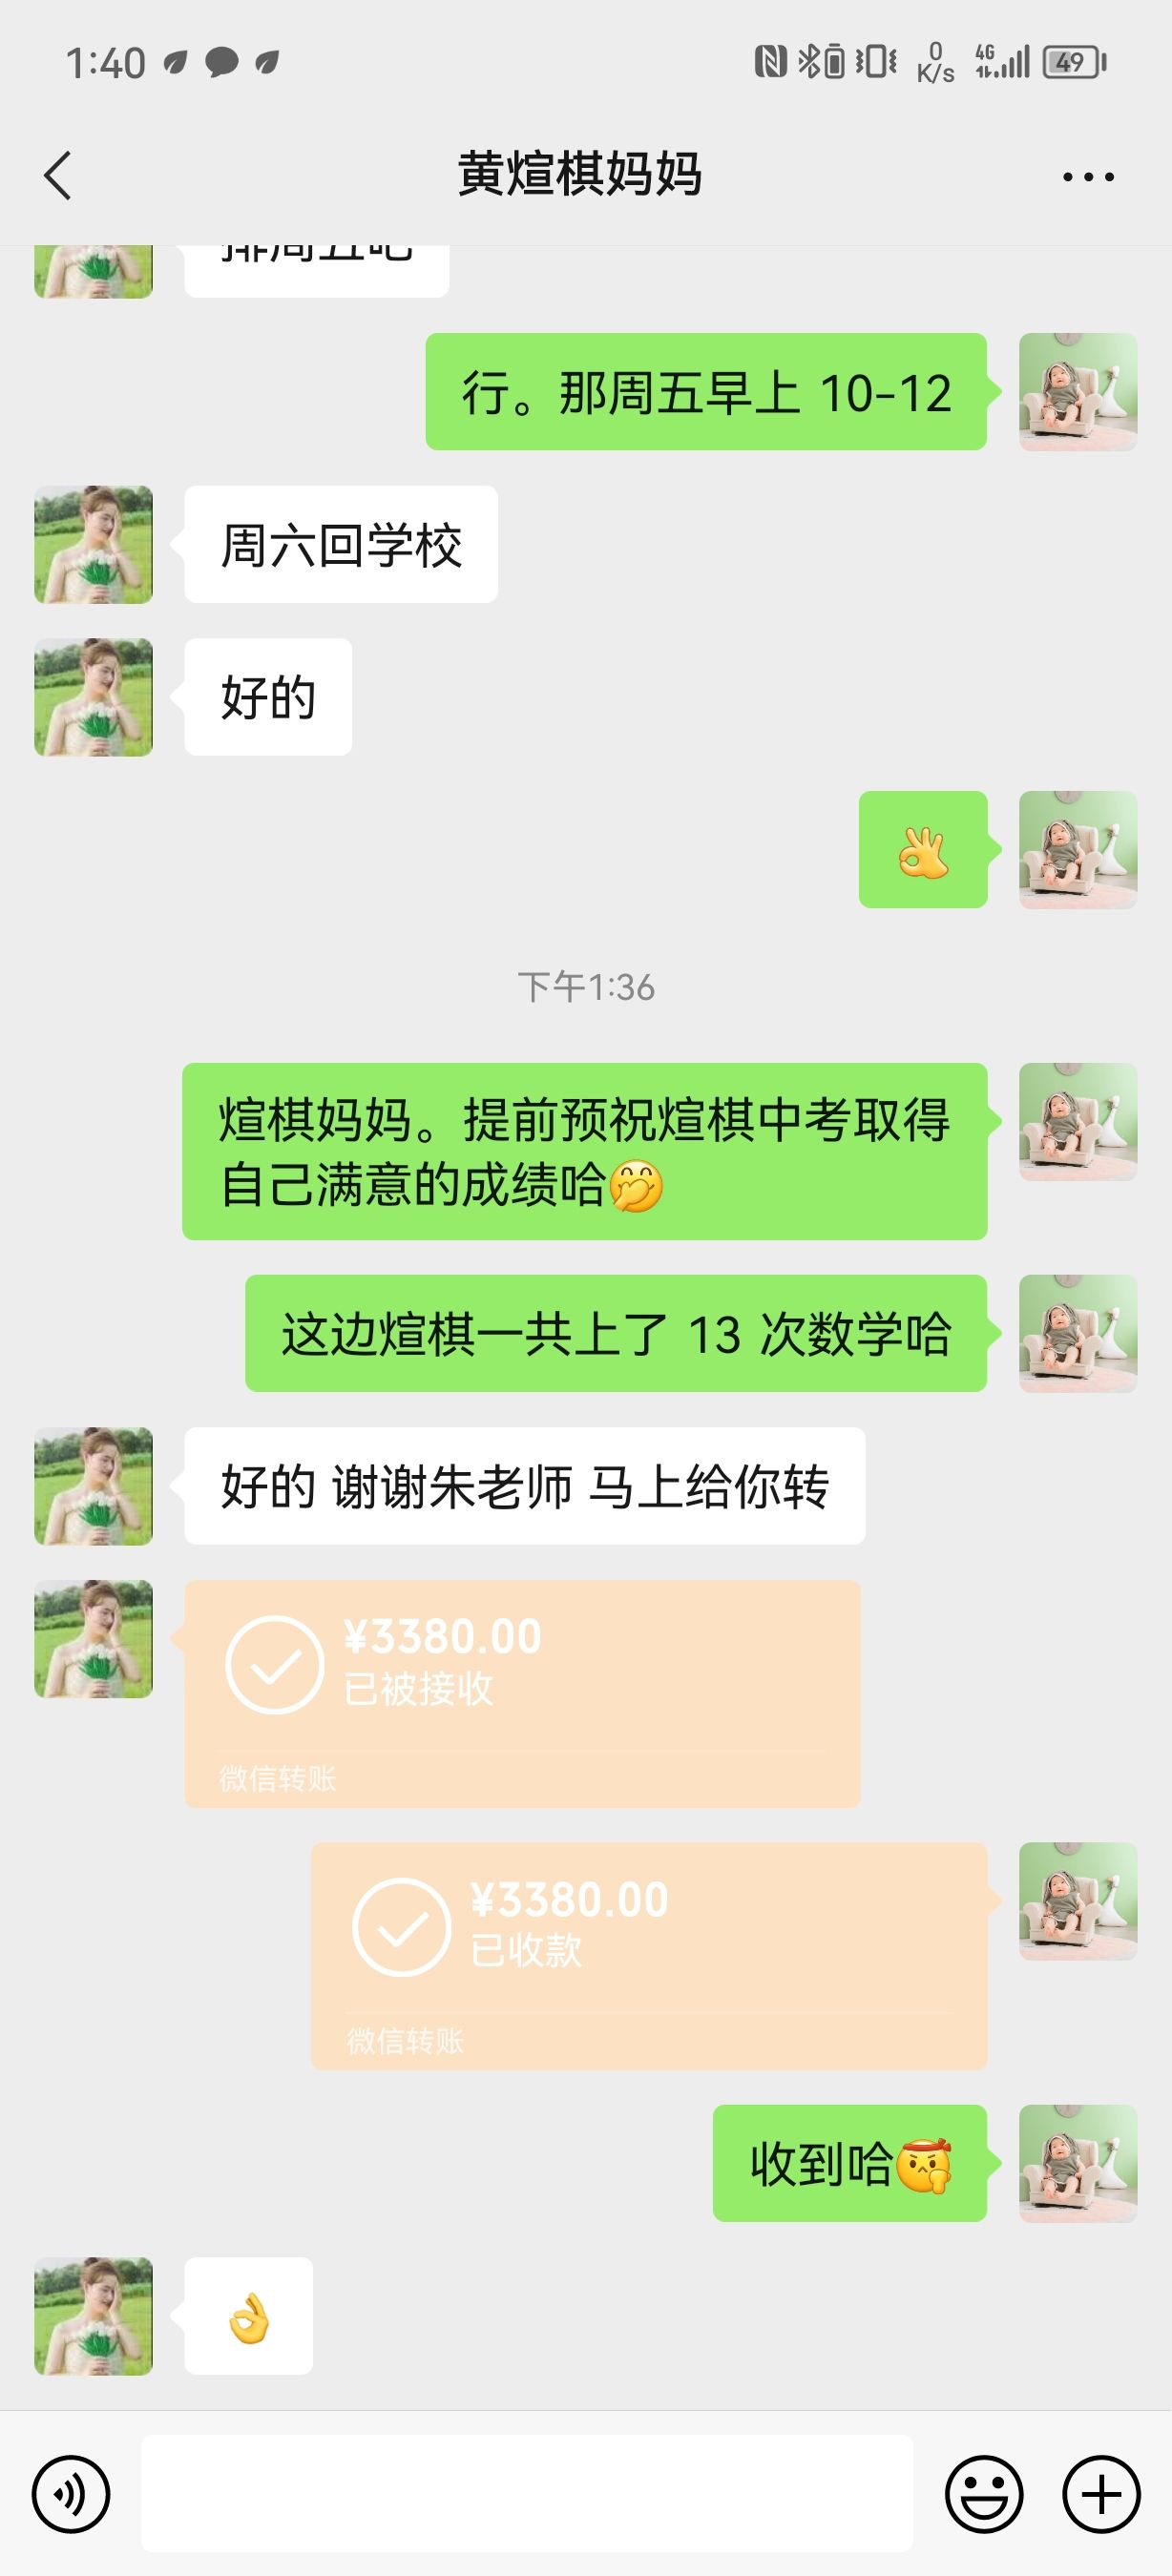 1:40
0
K/s
4G
49
黄煊棋妈妈
排周五吧
行。那周五早上 10-12
周六回学校
好的
下午1:36
煊棋妈妈。提前预祝煊棋中考取得
自己满意的成绩哈
这边煊棋一共上了 13 次数学哈
好的 谢谢朱老师 马上给你转
¥3380.00
已被接收
微信转账
¥3380.00
已收款
微信转账
收到哈